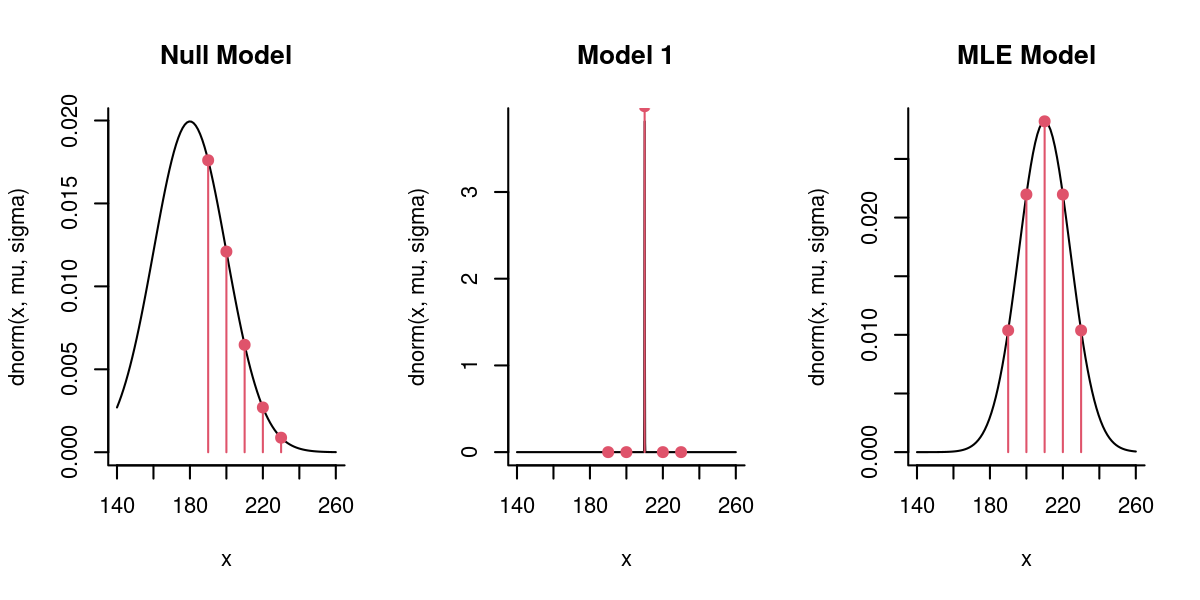 Null Model
dnorm(x, mu, sigma)
0.000 0.005 0.010 0.015 0.020
140 180 220 260
x
Model 1
dnorm(x, mu, sigma)
0 1 2 3
140 180 220 260
x
MLE Model
dnorm(x, mu, sigma)
0.000 0.010 0.020
140 180 220 260
x